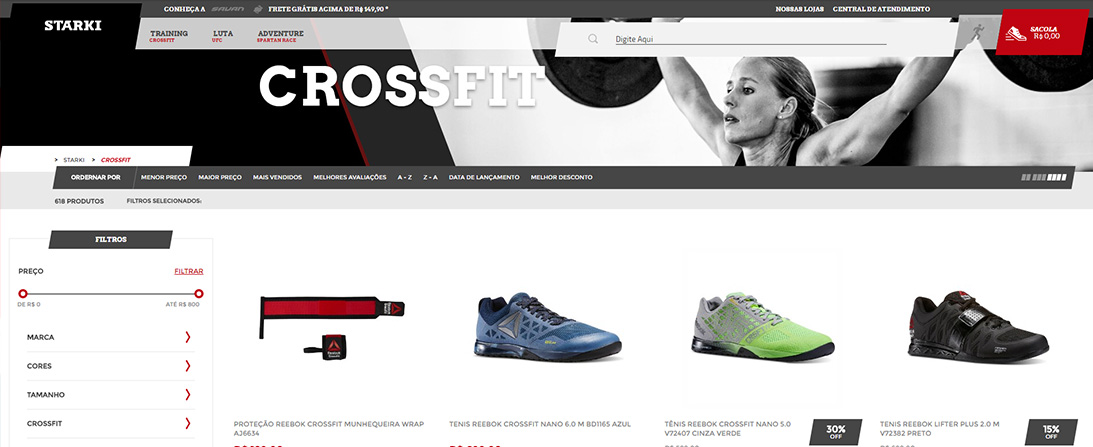 CONHEÇA A SAVAN FRETE GRÁTIS ACIMA DE R$ 149,90 * NOSSAS LOJAS CENTRAL DE ATENDIMENTO
STARKI
TRAINING LUTA ADVENTURE
CROSSFIT UFC SPARTAN RACE
Digite Aqui
SACOLA
R$ 0,00
CROSSFIT
> STARKI > CROSSFIT
ORDERNAR POR MENOR PREÇO MAIOR PREÇO MAIS VENDIDOS MELHORES AVALIAÇÕES A - Z Z - A DATA DE LANÇAMENTO MELHOR DESCONTO
618 PRODUTOS FILTROS SELECIONADOS:
FILTROS
PREÇO FILTRAR
DE R$ 0 ATÉ R$ 800
MARCA
CORES
TAMANHO
CROSSFIT
PROTEÇÃO REEBOK CROSSFIT MUNHEQUEIRA WRAP
AJ6634
TENIS REEBOK CROSSFIT NANO 6.0 M BD1165 AZUL
TÊNIS REEBOK CROSSFIT NANO 5.0
V72407 CINZA VERDE
30%
OFF
TENIS REEBOK LIFTER PLUS 2.0 M
V72382 PRETO
15%
OFF